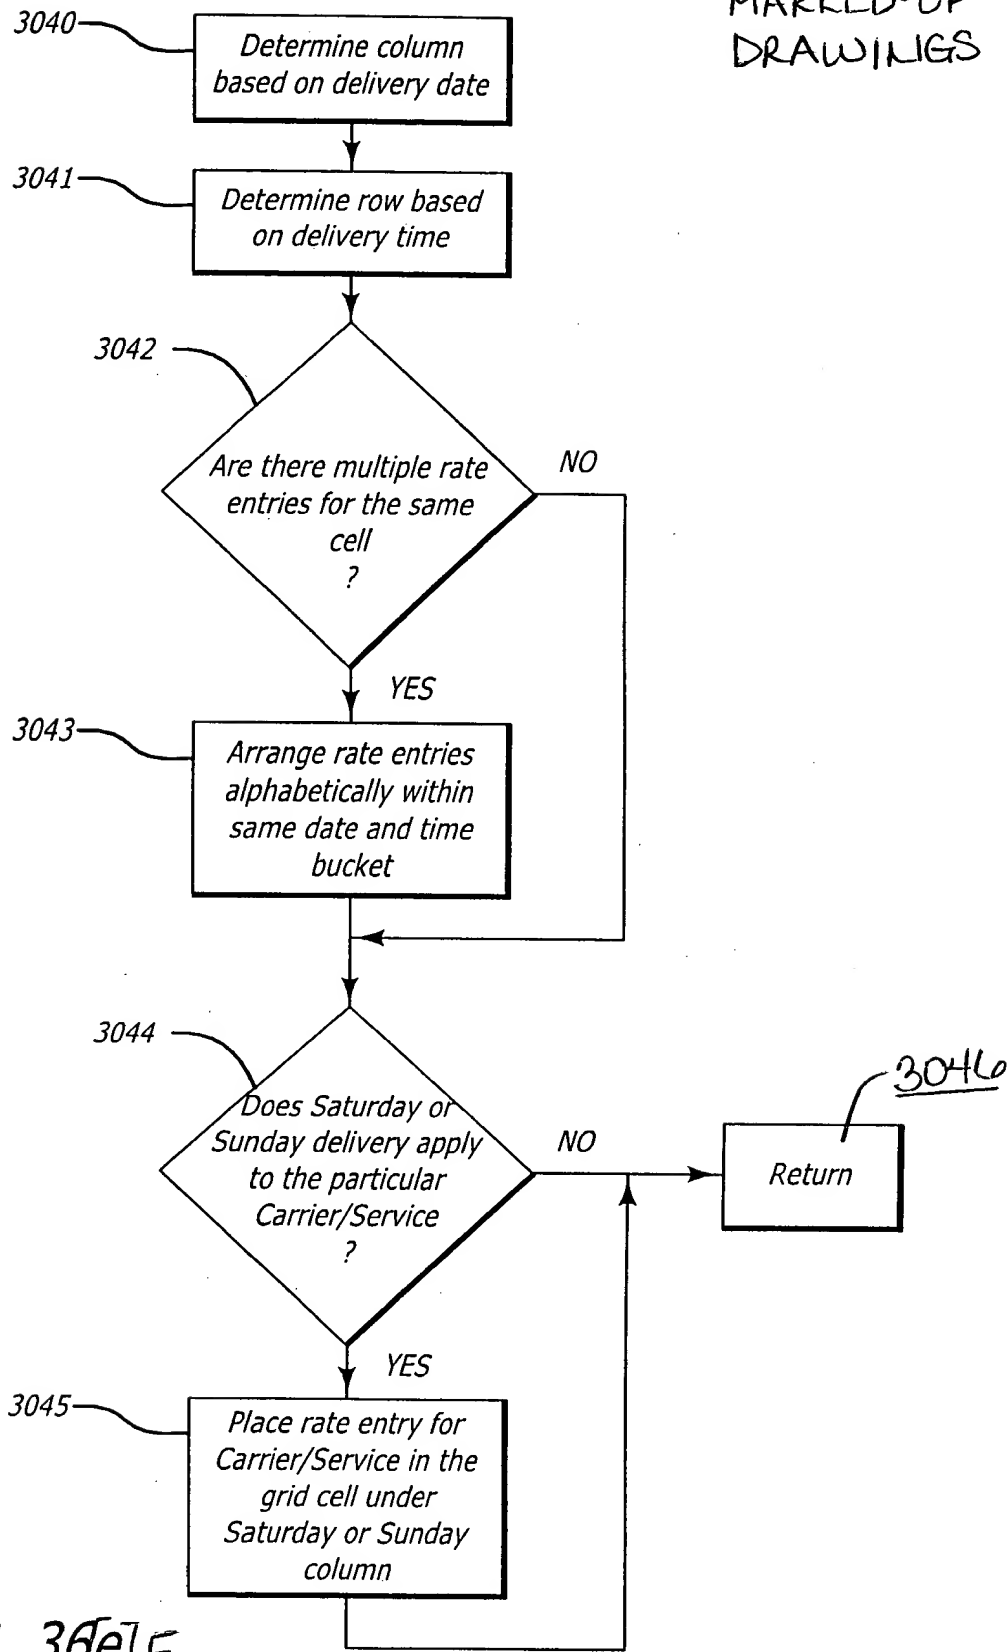 MARKED-UP
DRAWINGS
3040
Determine column
based on delivery date
3041
Determine row based
on delivery time
3042
Are there multiple rate
entries for the same
cell
?
NO
YES
3043
Arrange rate entries
alphabetically within
same date and time
bucket
3044
Does Saturday or
Sunday delivery apply
to the particular
Carrier/Service
?
NO
3046
Return
YES
3045
Place rate entry for
Carrier/Service in the
grid cell under
Saturday or Sunday
column